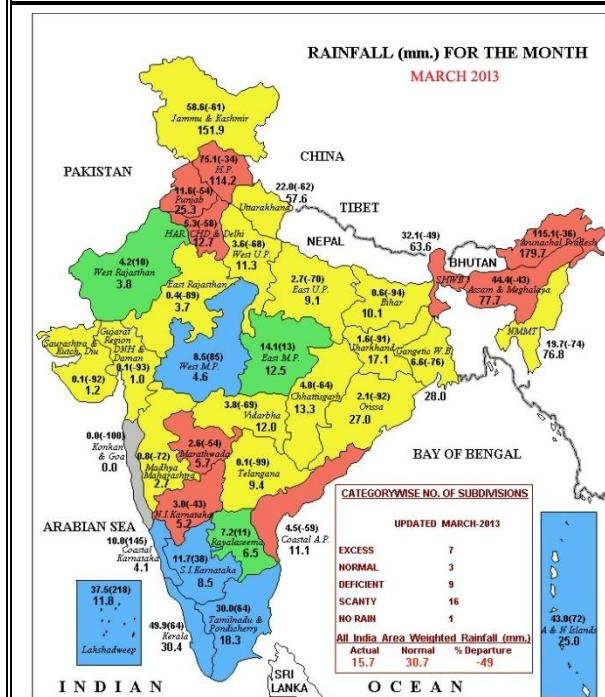 RAINFALL (mm.) FOR THE MONTH
MARCH 2013
58.6(-61)
Jammu & Kashmir
151.9
CHINA
PAKISTAN
75.1(-34)
H.P.
114.2
11.6(-54)
Punjab
25.3
22.0(-62)
57.6
Uttarakhand
TIBET
5.3(-58)
HAR. CHD & Delhi
12.7
3.6(-68)
West U.P.
11.3
NEPAL
32.1(-49)
63.6
115.1(-36)
Arunachal Pradesh
179.7
BHUTAN
4.2(10)
West Rajasthan
3.8
East Rajasthan
0.4(-89)
3.7
2.7(-70)
East U.P.
9.1
0.6(-94)
Bihar
10.1
SHWB
44.4(-43)
Assam & Meghalaya
77.7
NMMT
19.7(-74)
76.8
Saurashtra &
Kutch, Diu
0.1(-92)
1.2
Gujarat
Region
DNH &
Daman
0.1(-93)
1.0
8.5(85)
West M.P.
4.6
14.1(13)
East M.P.
12.5
1.6(-91)
Jharkhand
17.1
Gangetic W.B.
6.6(-76)
28.0
4.8(-64)
Chhattisgarh
13.3
2.1(-92)
Orissa
27.0
3.8(-69)
Vidarbha
12.0
0.0(-100)
Konkan
& Goa
0.0
0.8(-72)
Madhya
Maharashtra
2.7
2.6(-54)
Marathwada
5.7
0.1(-99)
Telangana
9.4
BAY OF BENGAL
ARABIAN SEA
3.0(-43)
N.I. Karnataka
5.2
7.2(11)
Rayalaseema
6.5
4.5(-59)
Coastal A.P.
11.1
10.0(145)
Coastal
Karnataka
4.1
11.7(38)
S.I. Karnataka
8.5
37.5(218)
11.8
Lakshadweep
49.9(64)
Kerala
30.4
30.0(64)
Tamilnadu &
Pondicherry
18.3
43.0(72)
A & N Islands
25.0
CATEGORYWISE NO. OF SUBDIVISIONS
UPDATED MARCH-2013
EXCESS 7
NORMAL 3
DEFICIENT 9
SCANTY 16
NO RAIN 1
All India Area Weighted Rainfall (mm.)
Actual Normal % Departure
15.7 30.7 -49
SRI
LANKA
INDIAN OCEAN